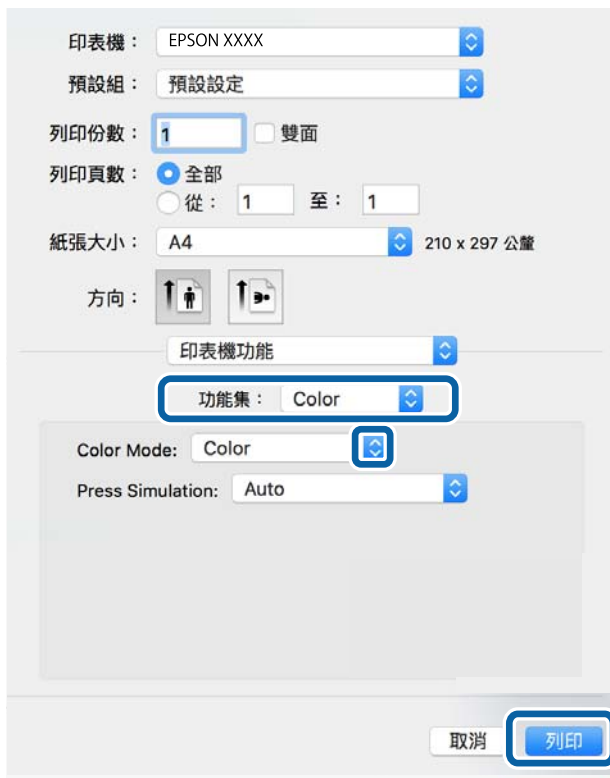 印表機： EPSON XXXX
預設組： 預設設定
列印份數： 1 雙面
列印頁數： 全部
從： 1 至： 1
紙張大小： A4 210 x 297 公釐
方向：
印表機功能
功能集： Color
Color Mode: Color
Press Simulation: Auto
取消 列印